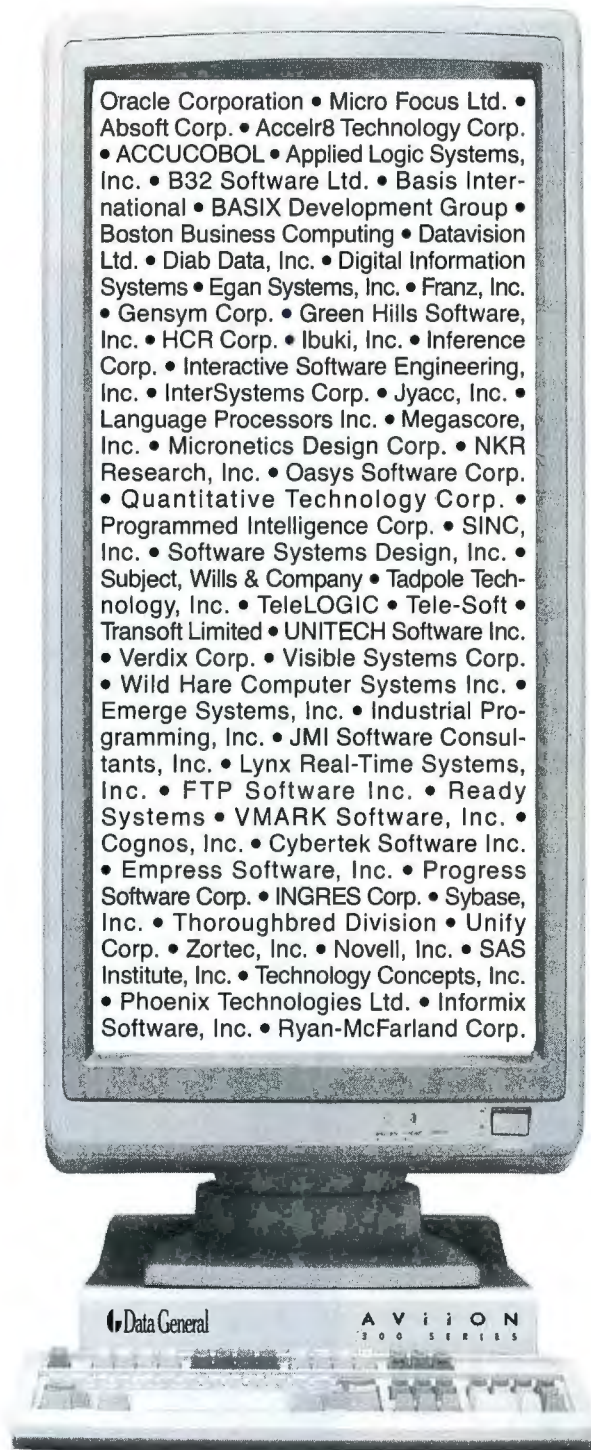 Oracle Corporation • Micro Focus Ltd. •
Absoft Corp. • Accelr8 Technology Corp.
• ACCUCOBOL • Applied Logic Systems,
Inc. • B32 Software Ltd. • Basis Inter-
national • BASIX Development Group •
Boston Business Computing • Datavision
Ltd. • Diab Data, Inc. • Digital Information
Systems • Egan Systems, Inc. • Franz, Inc.
• Gensym Corp. • Green Hills Software,
Inc. • HCR Corp. • Ibuki, Inc. • Inference
Corp. • Interactive Software Engineering,
Inc. • InterSystems Corp. • Jyacc, Inc. •
Language Processors Inc. • Megascore,
Inc. • Micronetics Design Corp. • NKR
Research, Inc. • Oasys Software Corp.
• Quantitative Technology Corp. •
Programmed Intelligence Corp. • SINC,
Inc. • Software Systems Design, Inc. •
Subject, Wills & Company • Tadpole Tech-
nology, Inc. • TeleLOGIC • Tele-Soft •
Transoft Limited • UNITECH Software Inc.
• Verdix Corp. • Visible Systems Corp.
• Wild Hare Computer Systems Inc. •
Emerge Systems, Inc. • Industrial Pro-
gramming, Inc. • JMI Software Consul-
tants, Inc. • Lynx Real-Time Systems,
Inc. • FTP Software Inc. • Ready
Systems • VMARK Software, Inc. •
Cognos, Inc. • Cybertek Software Inc.
• Empress Software, Inc. • Progress
Software Corp. • INGRES Corp. • Sybase,
Inc. • Thoroughbred Division • Unify
Corp. • Zortec, Inc. • Novell, Inc. • SAS
Institute, Inc. • Technology Concepts, Inc.
• Phoenix Technologies Ltd. • Informix
Software, Inc. • Ryan-McFarland Corp.
Data General
AViiON
300 SERIES